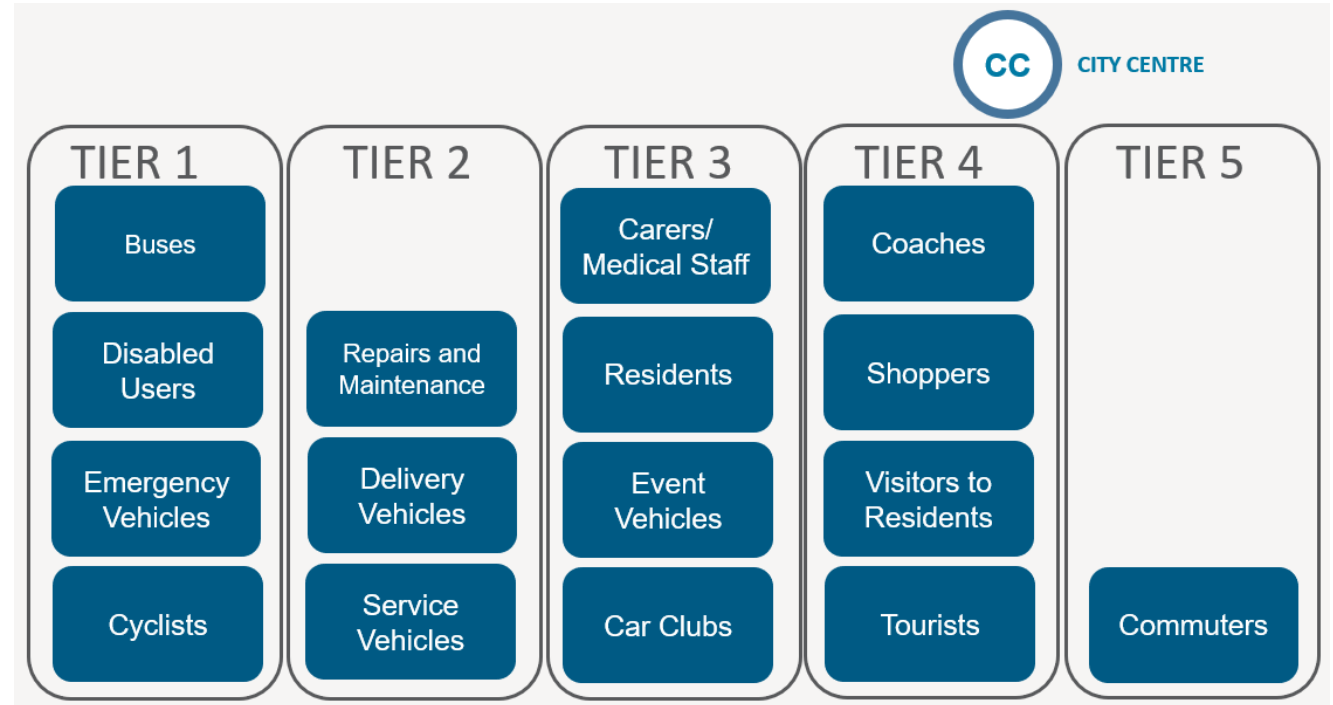 CC
CITY CENTRE
TIER 1
Buses
Disabled
Users
Emergency
Vehicles
Cyclists
TIER 2
Repairs and
Maintenance
Delivery
Vehicles
Service
Vehicles
TIER 3
Carers/
Medical Staff
Residents
Event
Vehicles
Car Clubs
TIER 4
Coaches
Shoppers
Visitors to
Residents
Tourists
TIER 5
Commuters